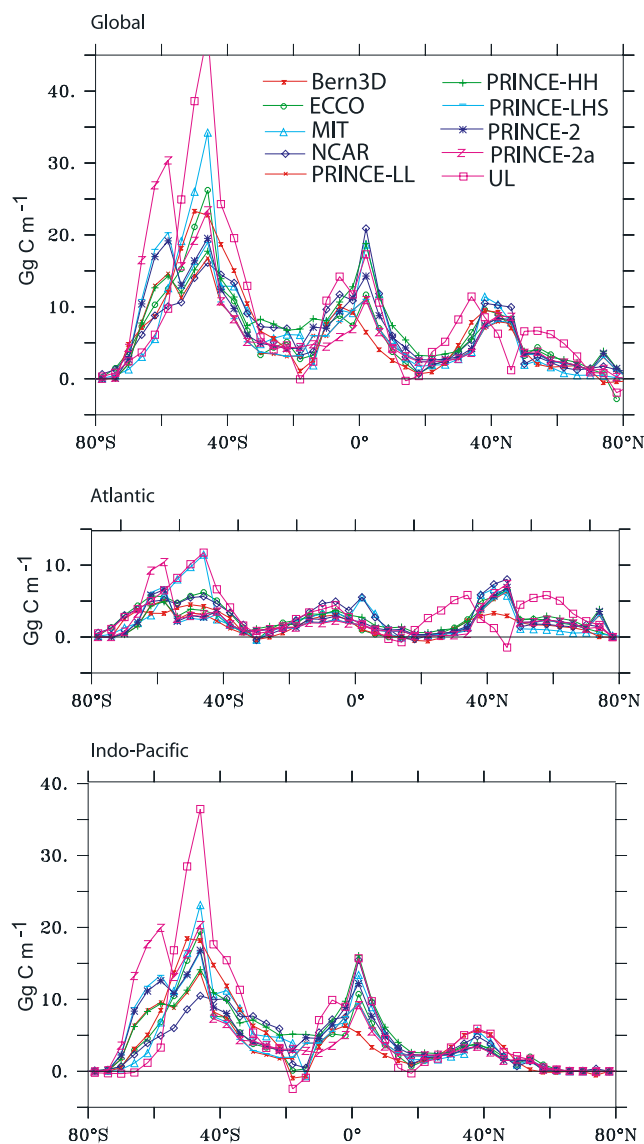 Global
40.
30.
20.
10.
0.
Gg C m⁻¹
Bern3D
ECCO
MIT
NCAR
PRINCE-LL
PRINCE-HH
PRINCE-LHS
PRINCE-2
PRINCE-2a
UL
80°S 40°S 0° 40°N 80°N
Atlantic
10.
0.
Gg C m⁻¹
80°S 40°S 0° 40°N 80°N
Indo-Pacific
40.
30.
20.
10.
0.
Gg C m⁻¹
80°S 40°S 0° 40°N 80°N